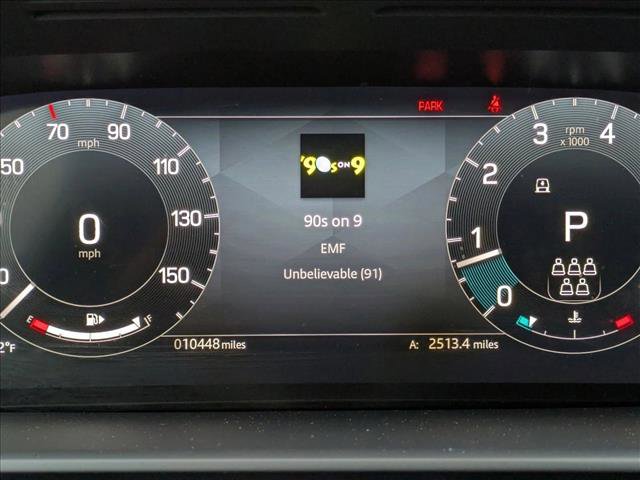 PARK
70
90
50
mph
110
0
mph
130
150
E
F
2°F
010448 miles
'90s ON 9
90s on 9
EMF
Unbelievable (91)
A: 2513.4 miles
3
rpm
4
x 1000
2
1
P
0